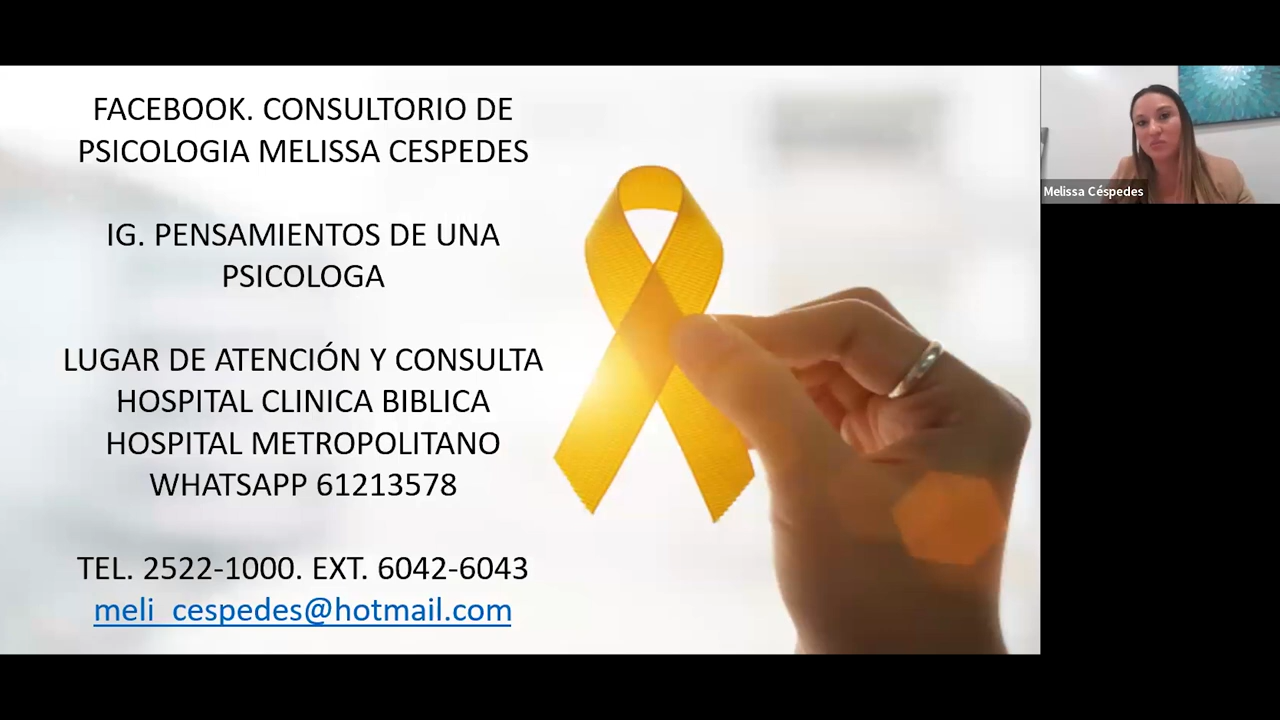 FACEBOOK. CONSULTORIO DE
PSICOLOGIA MELISSA CESPEDES
IG. PENSAMIENTOS DE UNA
PSICOLOGA
LUGAR DE ATENCIÓN Y CONSULTA
HOSPITAL CLINICA BIBLICA
HOSPITAL METROPOLITANO
WHATSAPP 61213578
TEL. 2522-1000. EXT. 6042-6043
meli_cespedes@hotmail.com
Melissa Céspedes